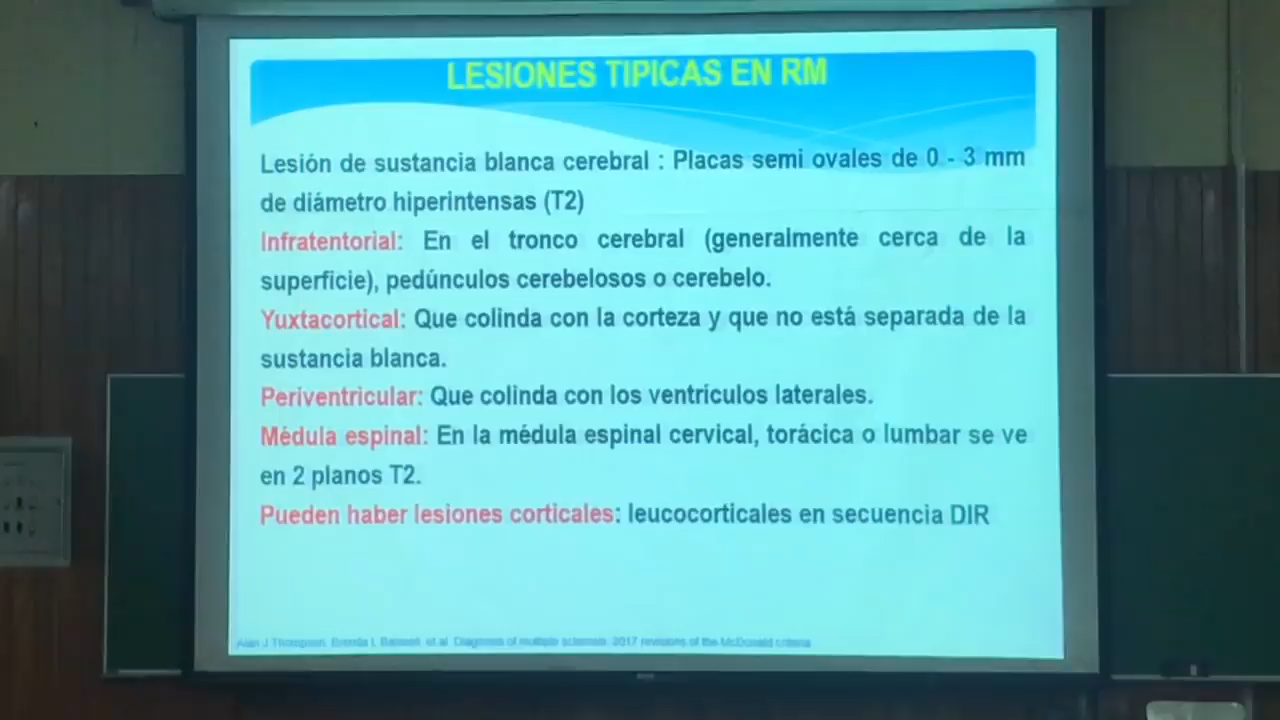 LESIONES TIPICAS EN RM
Lesión de sustancia blanca cerebral : Placas semi ovales de 0 - 3 mm
de diámetro hiperintensas (T2)
Infratentorial: En el tronco cerebral (generalmente cerca de la
superficie), pedúnculos cerebelosos o cerebelo.
Yuxtacortical: Que colinda con la corteza y que no está separada de la
sustancia blanca.
Periventricular: Que colinda con los ventrículos laterales.
Médula espinal: En la médula espinal cervical, torácica o lumbar se ve
en 2 planos T2.
Pueden haber lesiones corticales: leucocorticales en secuencia DIR
Alan J Thompson, Brenda L Banwell, et al. Diagnosis of multiple sclerosis: 2017 revisions of the McDonald criteria